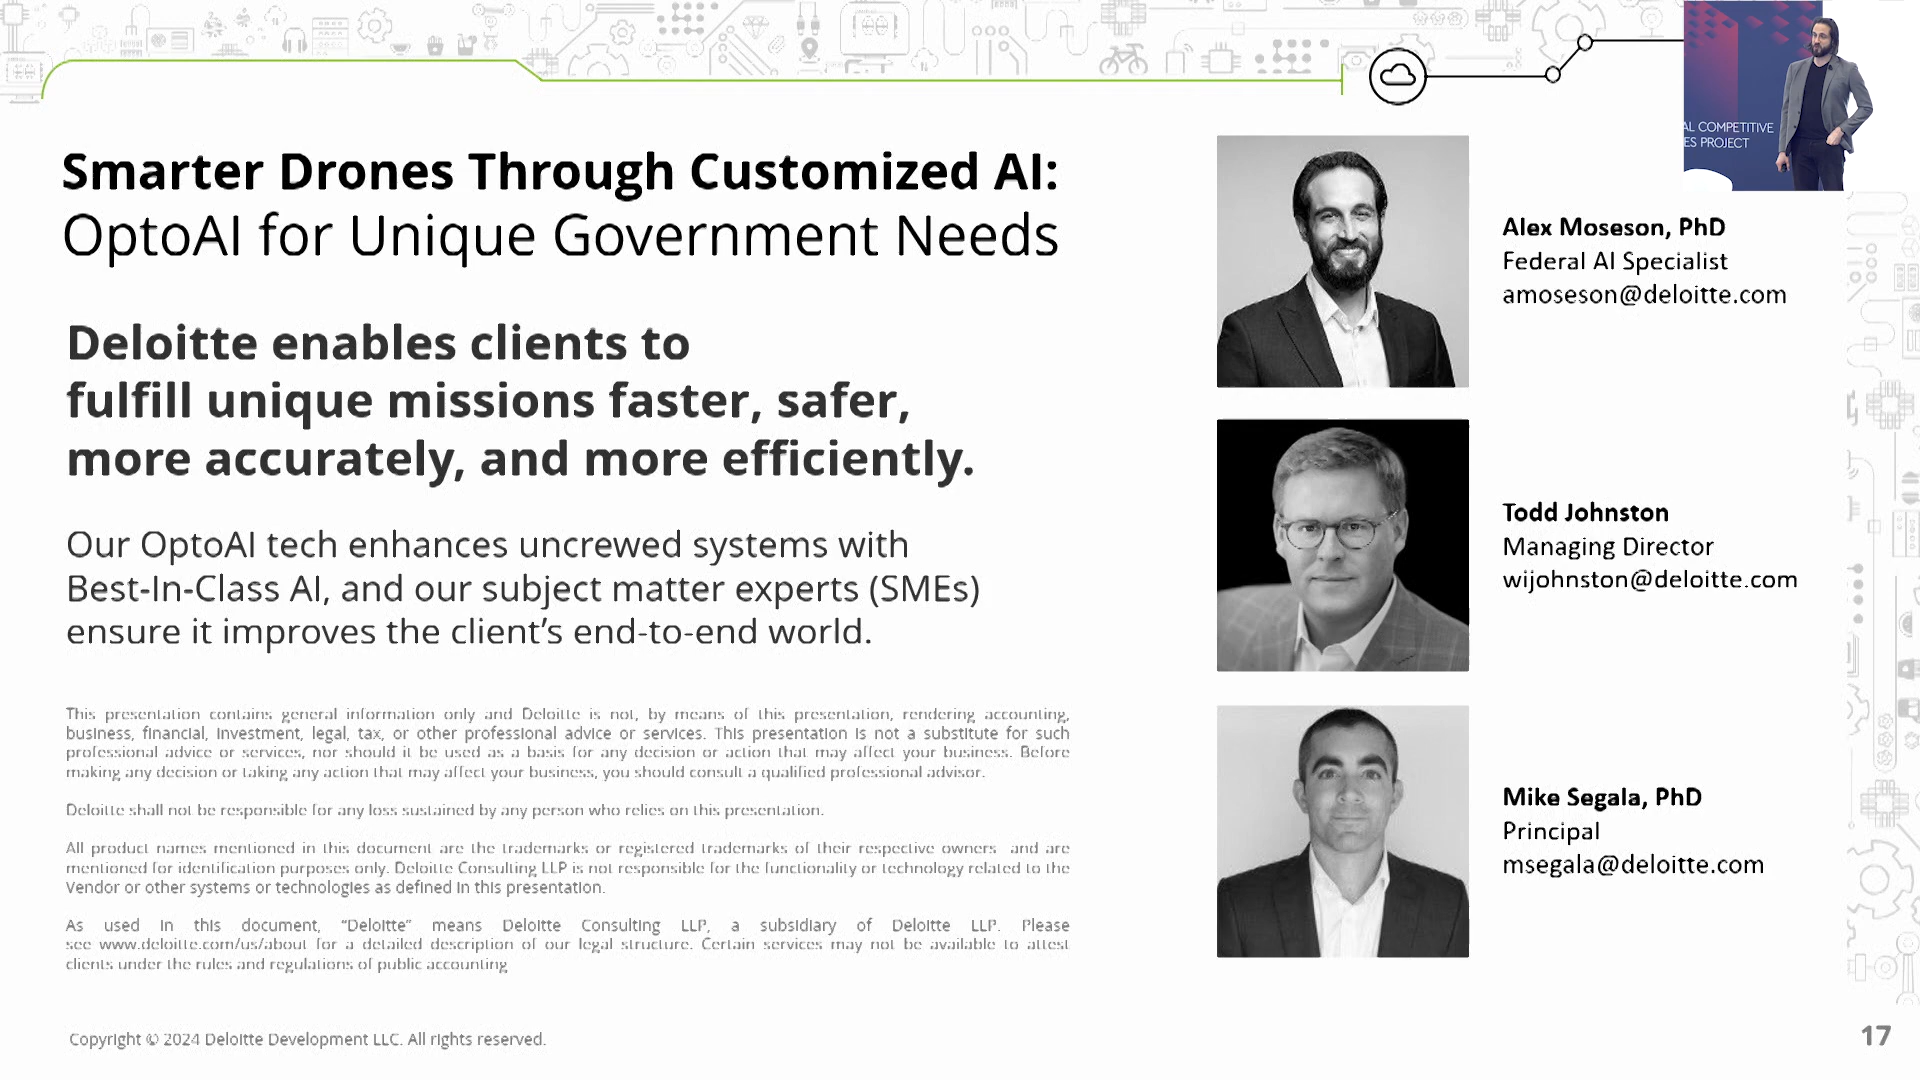 AL COMPETITIVE
ES PROJECT
Smarter Drones Through Customized AI:
OptoAI for Unique Government Needs
Deloitte enables clients to
fulfill unique missions faster, safer,
more accurately, and more efficiently.
Our OptoAI tech enhances uncrewed systems with
Best-In-Class AI, and our subject matter experts (SMEs)
ensure it improves the client’s end-to-end world.
This presentation contains general information only and Deloitte is not, by means of this presentation, rendering accounting,
business, financial, investment, legal, tax, or other professional advice or services. This presentation is not a substitute for such
professional advice or services, nor should it be used as a basis for any decision or action that may affect your business. Before
making any decision or taking any action that may affect your business, you should consult a qualified professional advisor.
Deloitte shall not be responsible for any loss sustained by any person who relies on this presentation.
All product names mentioned in this document are the trademarks or registered trademarks of their respective owners and are
mentioned for identification purposes only. Deloitte Consulting LLP is not responsible for the functionality or technology related to the
Vendor or other systems or technologies as defined in this presentation.
As used in this document, “Deloitte” means Deloitte Consulting LLP, a subsidiary of Deloitte LLP. Please
see www.deloitte.com/us/about for a detailed description of our legal structure. Certain services may not be available to attest
clients under the rules and regulations of public accounting
Alex Moseson, PhD
Federal AI Specialist
amoseson@deloitte.com
Todd Johnston
Managing Director
wijohnston@deloitte.com
Mike Segala, PhD
Principal
msegala@deloitte.com
Copyright © 2024 Deloitte Development LLC. All rights reserved.
17